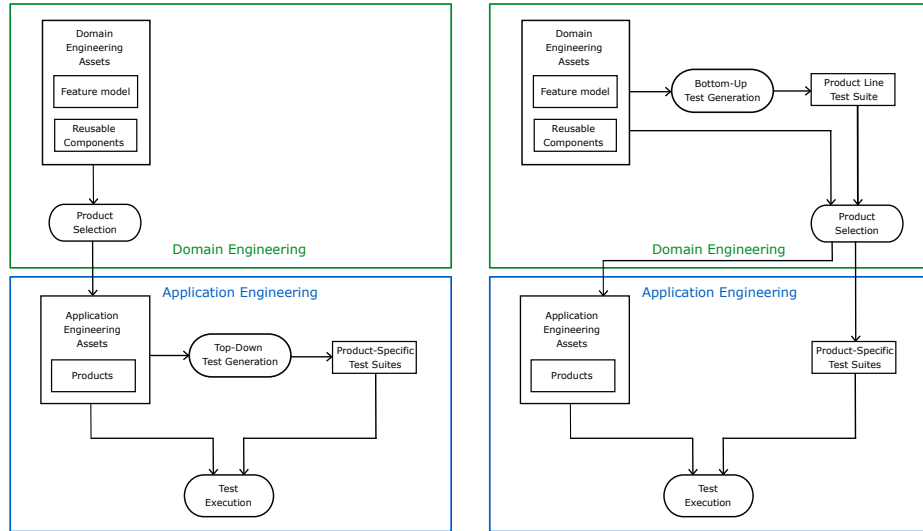 Domain
Engineering
Assets
Feature model
Reusable
Components
Product
Selection
Domain Engineering
Application Engineering
Application
Engineering
Assets
Products
Top-Down
Test Generation
Product-Specific
Test Suites
Test
Execution
Domain
Engineering
Assets
Feature model
Reusable
Components
Bottom-Up
Test Generation
Product Line
Test Suite
Product
Selection
Domain Engineering
Application Engineering
Application
Engineering
Assets
Products
Product-Specific
Test Suites
Test
Execution